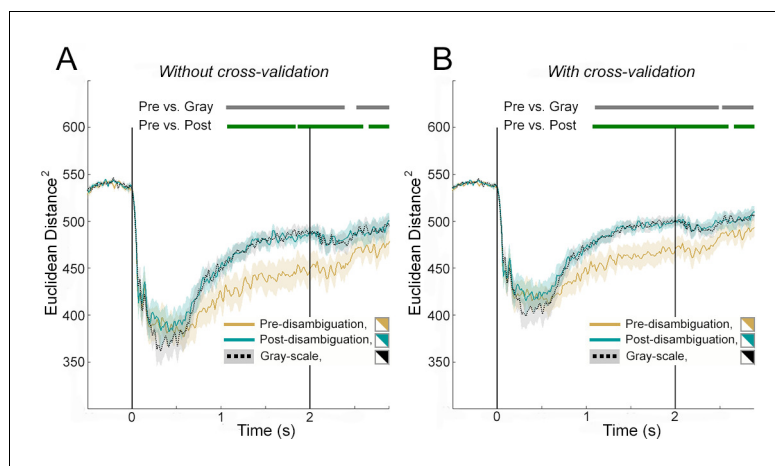 A
Without cross-validation
Pre vs. Gray
Pre vs. Post
600
550
500
450
400
350
Euclidean Distance2
Pre-disambiguation,
Post-disambiguation,
Gray-scale,
0
1
2
Time (s)
B
With cross-validation
Pre vs. Gray
Pre vs. Post
600
550
500
450
400
350
Euclidean Distance2
Pre-disambiguation,
Post-disambiguation,
Gray-scale,
0
1
2
Time (s)